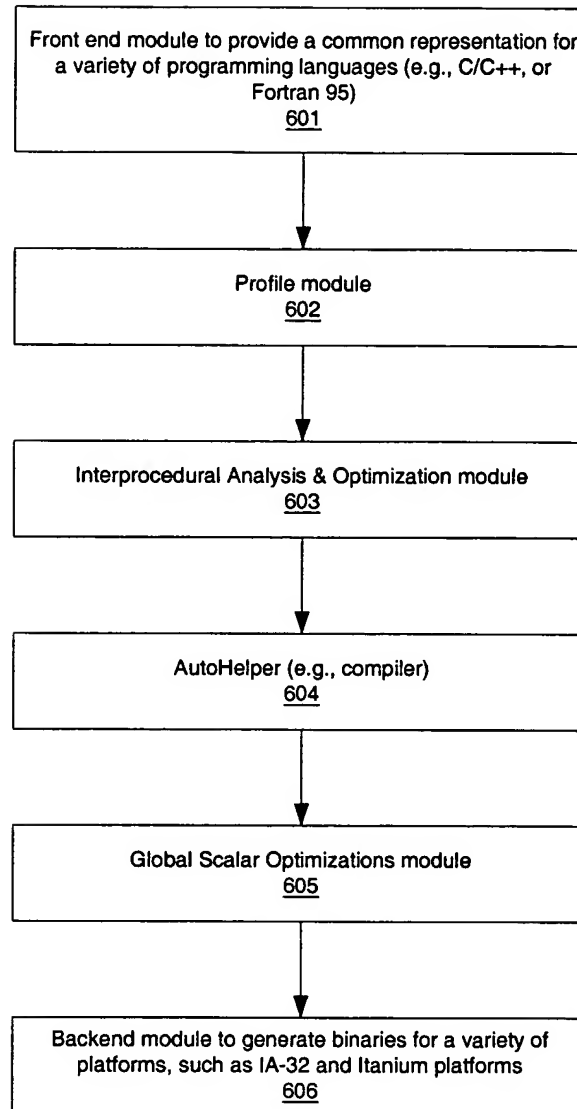 Front end module to provide a common representation for
a variety of programming languages (e.g., C/C++, or
Fortran 95)
601
Profile module
602
Interprocedural Analysis & Optimization module
603
AutoHelper (e.g., compiler)
604
Global Scalar Optimizations module
605
Backend module to generate binaries for a variety of
platforms, such as IA-32 and Itanium platforms
606